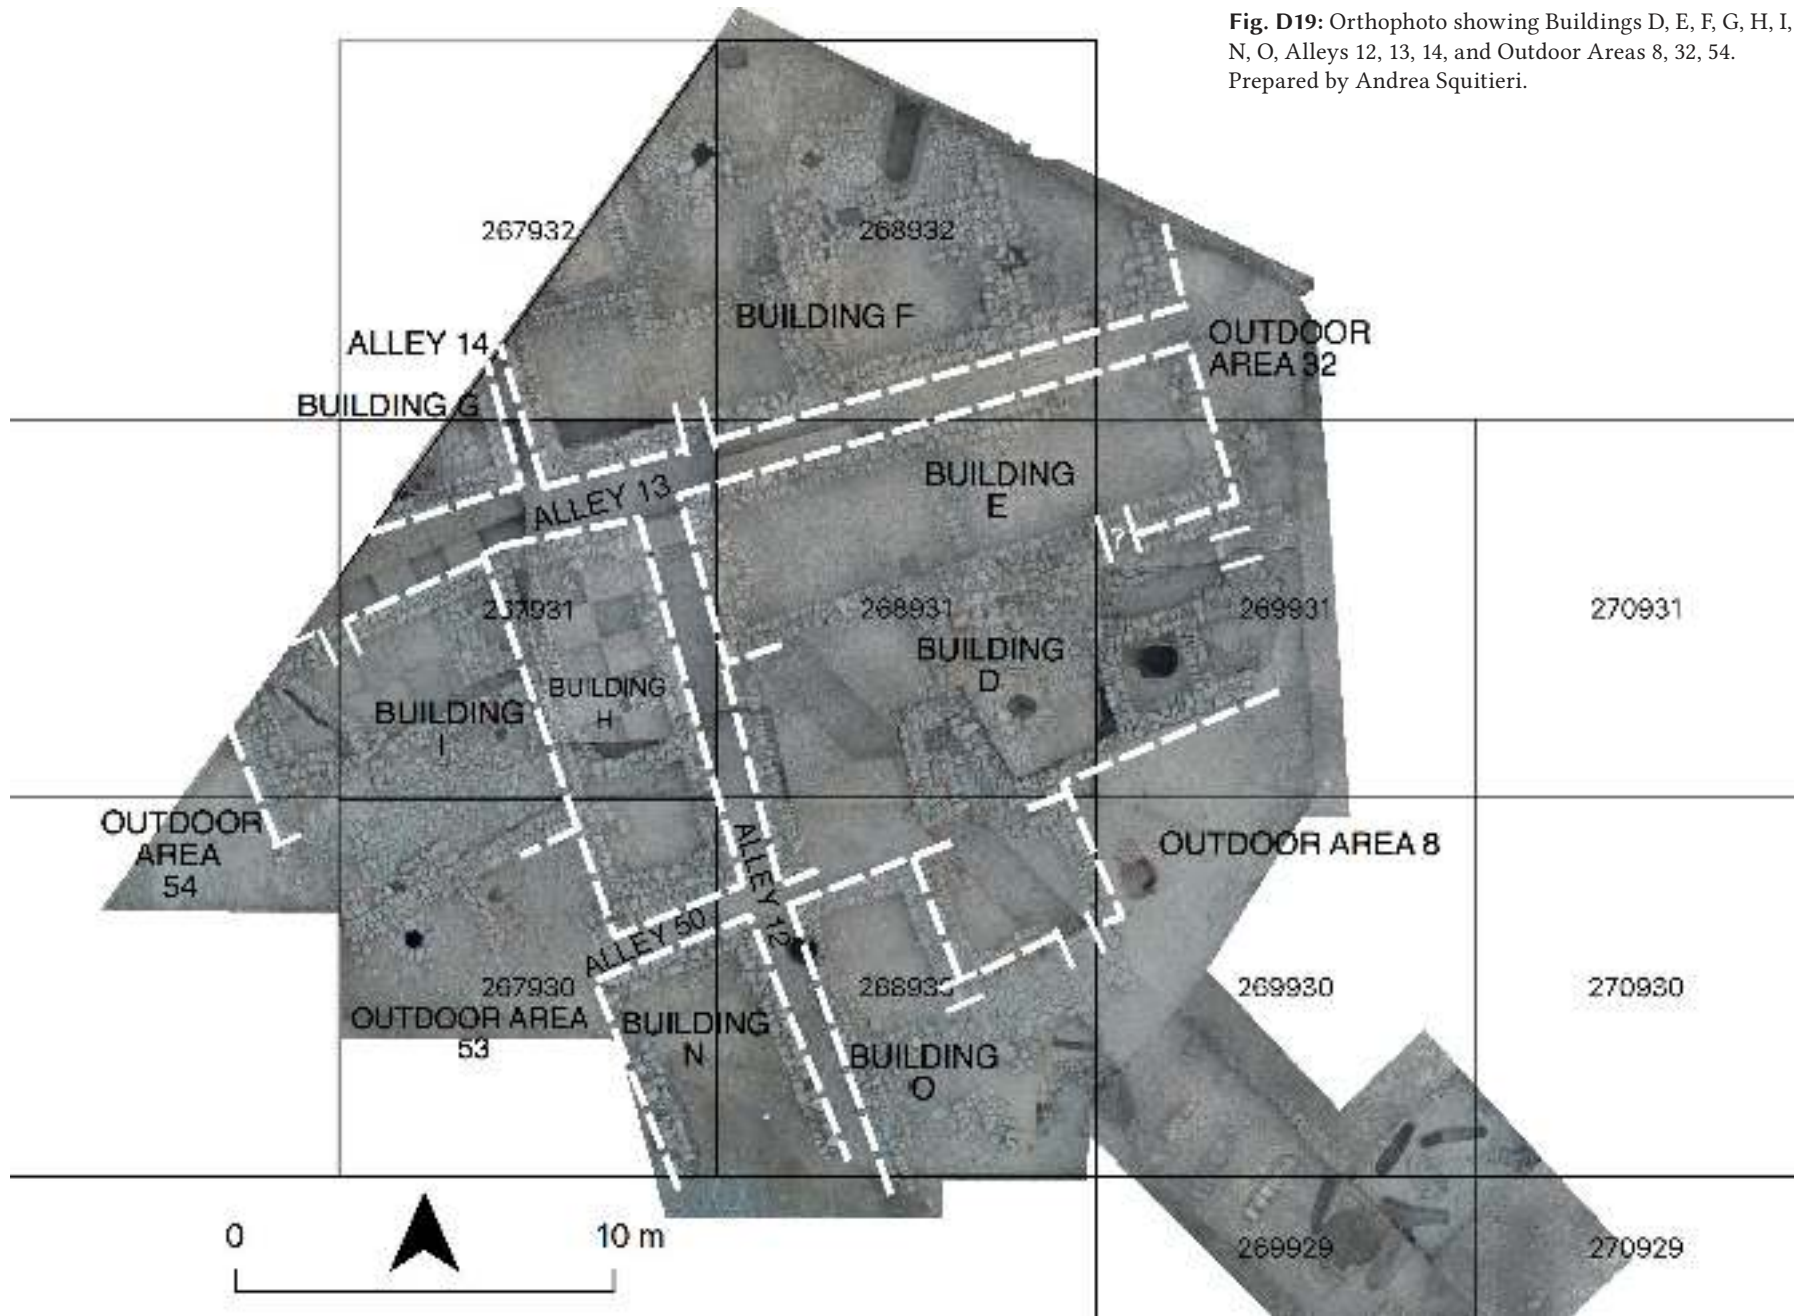 Fig. D19: Orthophoto showing Buildings D, E, F, G, H, I,
N, O, Alleys 12, 13, 14, and Outdoor Areas 8, 32, 54.
Prepared by Andrea Squitieri.
267932
268932
BUILDING F
ALLEY 14
OUTDOOR
AREA 32
BUILDING G
BUILDING
E
ALLEY 13
?
267931
268931
269931
270931
BUILDING
D
BUILDING
H
BUILDING
I
OUTDOOR
AREA
54
ALLEY 12
OUTDOOR AREA 8
ALLEY 50
267930
268930
269930
270930
OUTDOOR AREA
53
BUILDING
N
BUILDING
O
0
10 m
269929
270929